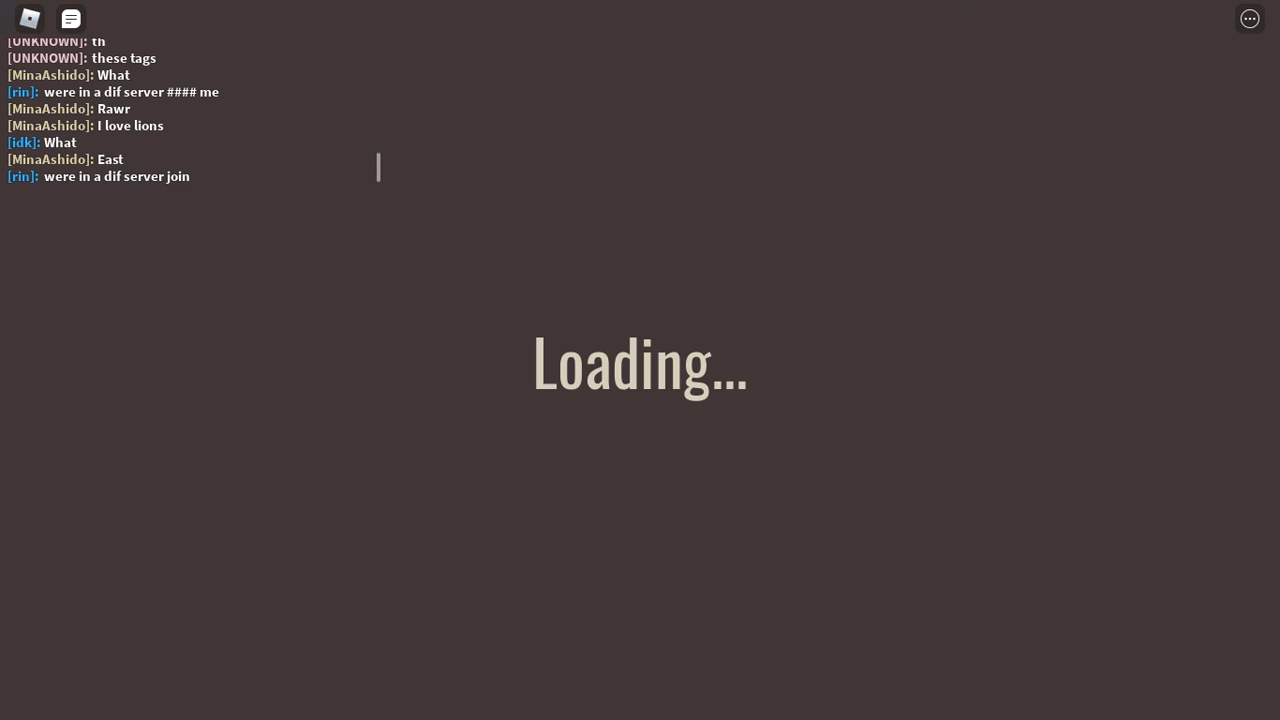 [UNKNOWN]: th
[UNKNOWN]: these tags
[MinaAshido]: What
[rin]: were in a dif server #### me
[MinaAshido]: Rawr
[MinaAshido]: I love lions
[idk]: What
[MinaAshido]: East
[rin]: were in a dif server join
Loading...